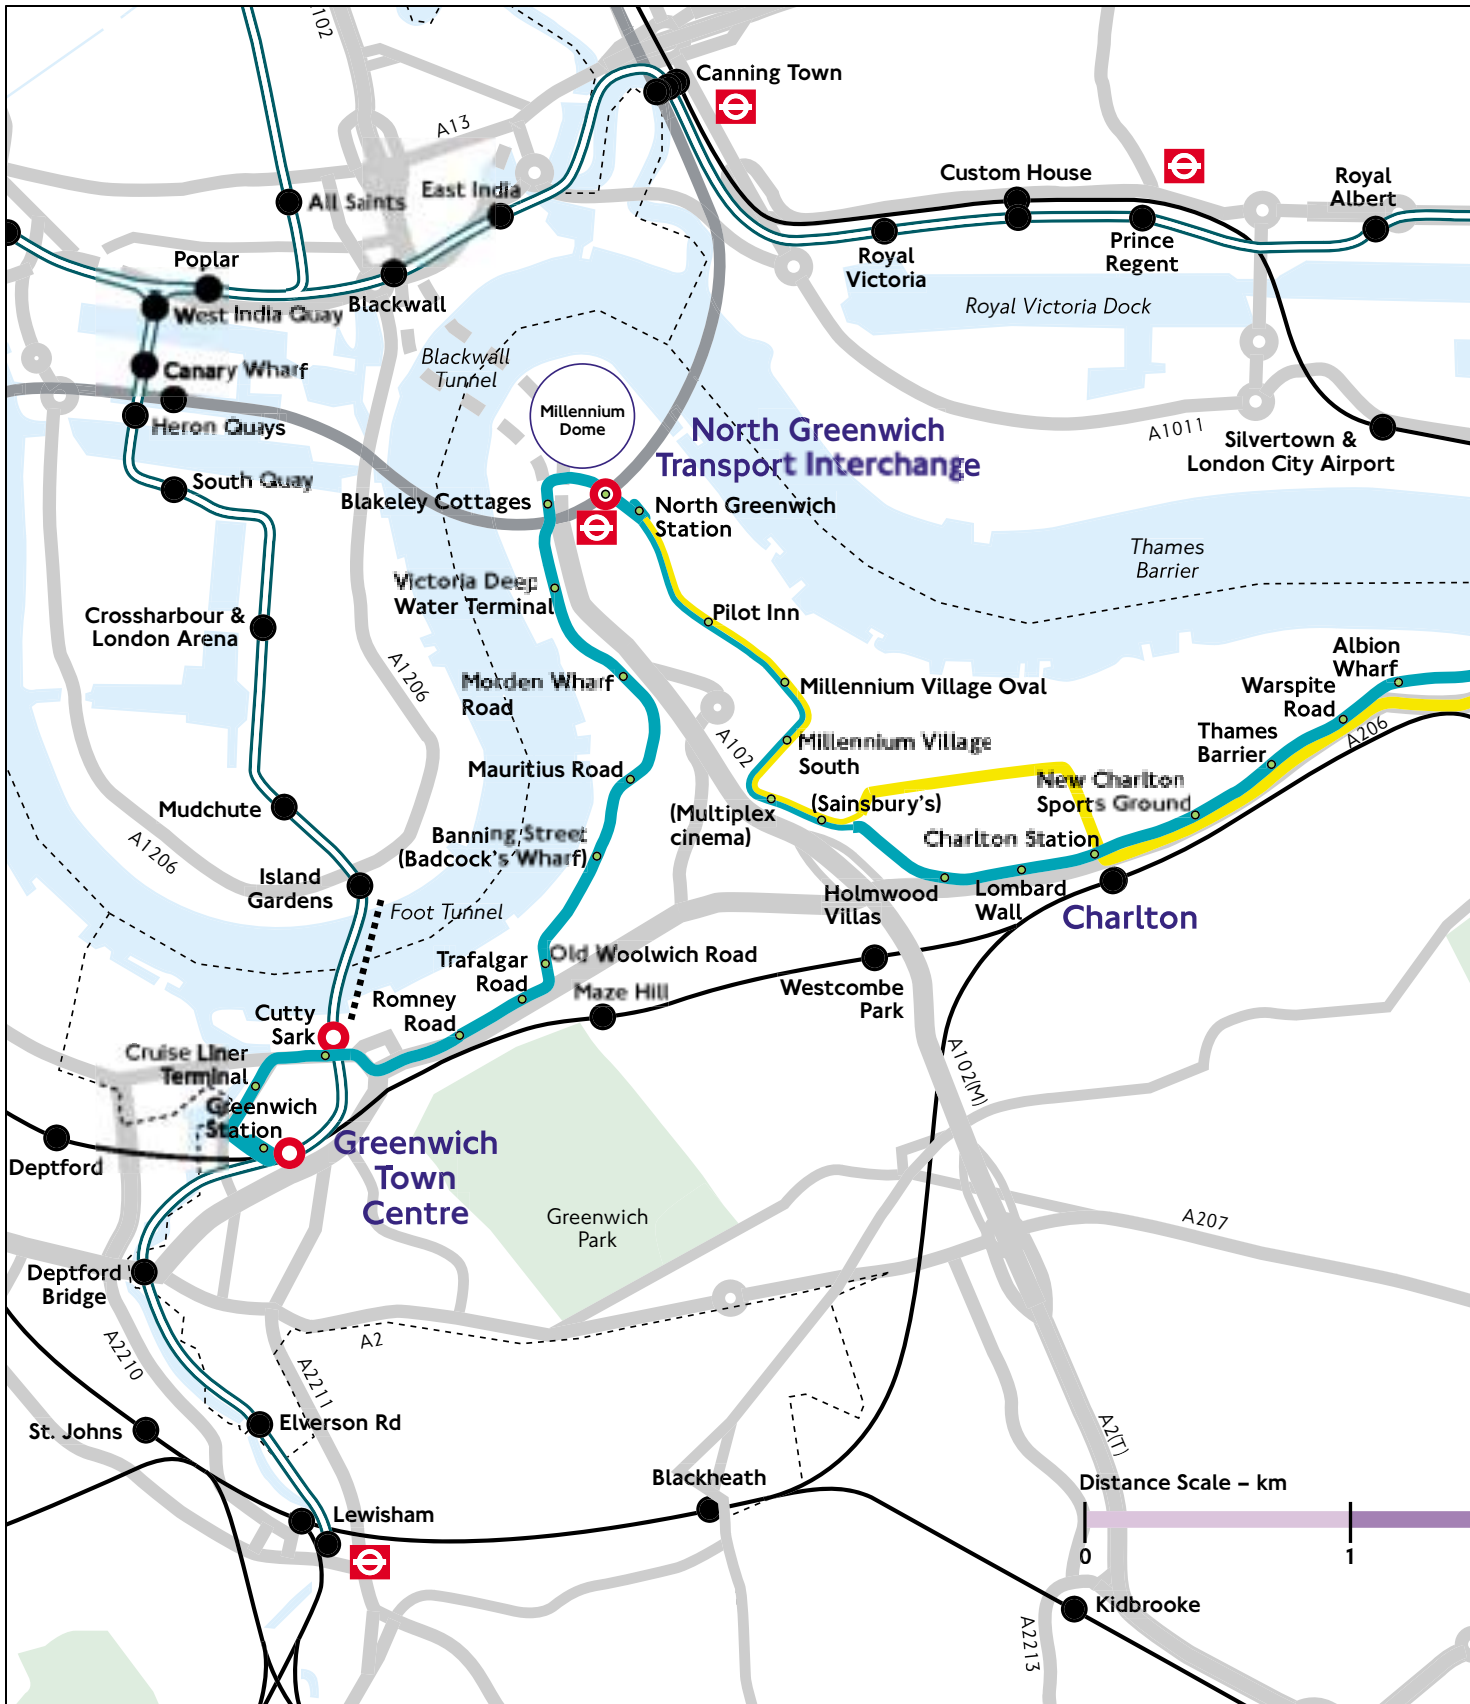 A102
Canning Town
A13
Custom House
Royal
Albert
East India
All Saints
Prince
Regent
Royal
Victoria
Poplar
Blackwall
West India Quay
Royal Victoria Dock
Blackwall
Tunnel
Canary Wharf
Millennium
Dome
Heron Quays
North Greenwich
Transport Interchange
A1011
Silvertown &
London City Airport
South Quay
Blakeley Cottages
North Greenwich
Station
Thames
Barrier
Victoria Deep
Water Terminal
Pilot Inn
Crossharbour &
London Arena
Albion
Wharf
A1206
Morden Wharf
Road
Millennium Village Oval
Warspite
Road
A102
Millennium Village
South
Thames
Barrier
A206
Mauritius Road
New Charlton
Sports Ground
Mudchute
(Multiplex
cinema)
(Sainsbury's)
Banning Street
(Badcock's Wharf)
Charlton Station
A1206
Island
Gardens
Holmwood
Villas
Lombard
Wall
Charlton
Foot Tunnel
Trafalgar
Road
Old Woolwich Road
Westcombe
Park
Maze Hill
Romney
Road
Cutty
Sark
Cruise Liner
Terminal
A102(M)
Greenwich
Station
Greenwich
Town
Centre
Deptford
Greenwich
Park
A207
Deptford
Bridge
A2
A2210
A2211
St. Johns
Elverson Rd
A2(T)
Blackheath
Distance Scale – km
Lewisham
0
1
Kidbrooke
A2213